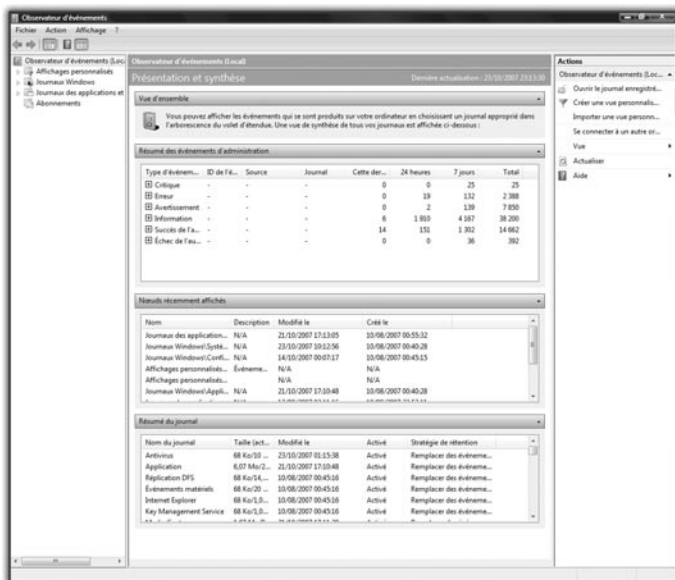 Observateur d'événements
Fichier Action Affichage ?
Observateur d'événements (Loca
Affichages personnalisés
Journaux Windows
Journaux des applications et
Abonnements
Observateur d'événements (Local)
Présentation et synthèse Dernière actualisation : 23/10/2007 23:13:30
Vue d'ensemble
Vous pouvez afficher les événements qui se sont produits sur votre ordinateur en choisissant un journal approprié dans
l'arborescence du volet d'étendue. Une vue de synthèse de tous vos journaux est affichée ci-dessous :
Résumé des événements d'administration
Type d'événem... ID de l'é... Source Journal Cette der... 24 heures 7 jours Total
Critique - - - 0 0 25 25
Erreur - - - 0 19 132 2 388
Avertissement - - - 0 2 139 7 850
Information - - - 6 1 910 4 167 38 200
Succès de l'a... - - - 14 151 1 302 14 662
Échec de l'au... - - - 0 0 36 392
Nœuds récemment affichés
Nom Description Modifié le Créé le
Journaux des application... N/A 21/10/2007 17:13:05 10/08/2007 00:55:32
Journaux Windows\Systè... N/A 23/10/2007 10:12:56 10/08/2007 00:40:28
Journaux Windows\Confi... N/A 14/10/2007 00:07:17 10/08/2007 00:45:15
Affichages personnalisés... Événeme... N/A N/A
Affichages personnalisés... N/A N/A
Journaux Windows\Appli... N/A 21/10/2007 17:10:48 10/08/2007 00:40:28
Résumé du journal
Nom du journal Taille (act... Modifié le Activé Stratégie de rétention
Antivirus 68 Ko/10 ... 23/10/2007 01:15:38 Activé Remplacer des événeme...
Application 6,07 Mo/2... 21/10/2007 17:10:48 Activé Remplacer des événeme...
Réplication DFS 68 Ko/14,... 10/08/2007 00:45:16 Activé Remplacer des événeme...
Événements matériels 68 Ko/20 ... 10/08/2007 00:45:16 Activé Remplacer des événeme...
Internet Explorer 68 Ko/1,0... 10/08/2007 00:45:16 Activé Remplacer des événeme...
Key Management Service 68 Ko/1,0... 10/08/2007 00:45:16 Activé Remplacer des événeme...
Actions
Observateur d'événements (Loc...
Ouvrir le journal enregistré...
Créer une vue personnalis...
Importer une vue personn...
Se connecter à un autre or...
Vue
Actualiser
Aide